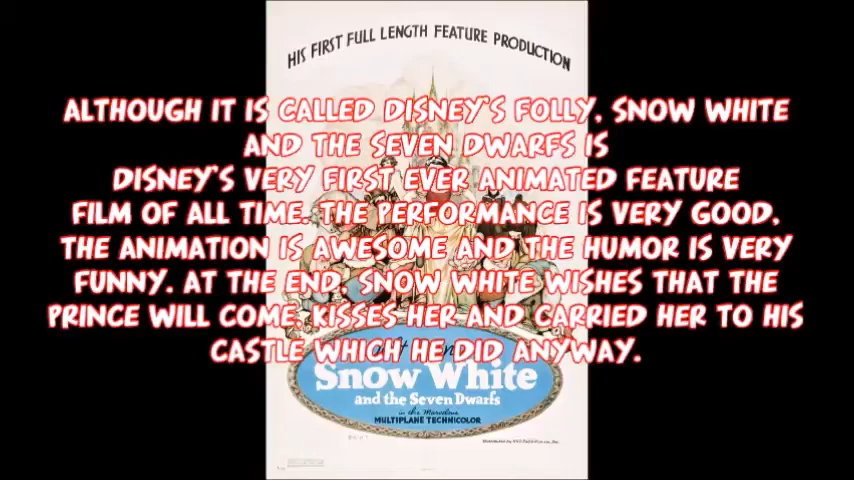 HIS FIRST FULL LENGTH FEATURE PRODUCTION
ALTHOUGH IT IS CALLED DISNEY'S FOLLY, SNOW WHITE
AND THE SEVEN DWARFS IS
DISNEY'S VERY FIRST EVER ANIMATED FEATURE
FILM OF ALL TIME. THE PERFORMANCE IS VERY GOOD,
THE ANIMATION IS AWESOME AND THE HUMOR IS VERY
FUNNY. AT THE END, SNOW WHITE WISHES THAT THE
PRINCE WILL COME, KISSES HER AND CARRIED HER TO HIS
CASTLE WHICH HE DID ANYWAY.
Snow White
and the Seven Dwarfs
in the Marvelous
MULTIPLANE TECHNICOLOR